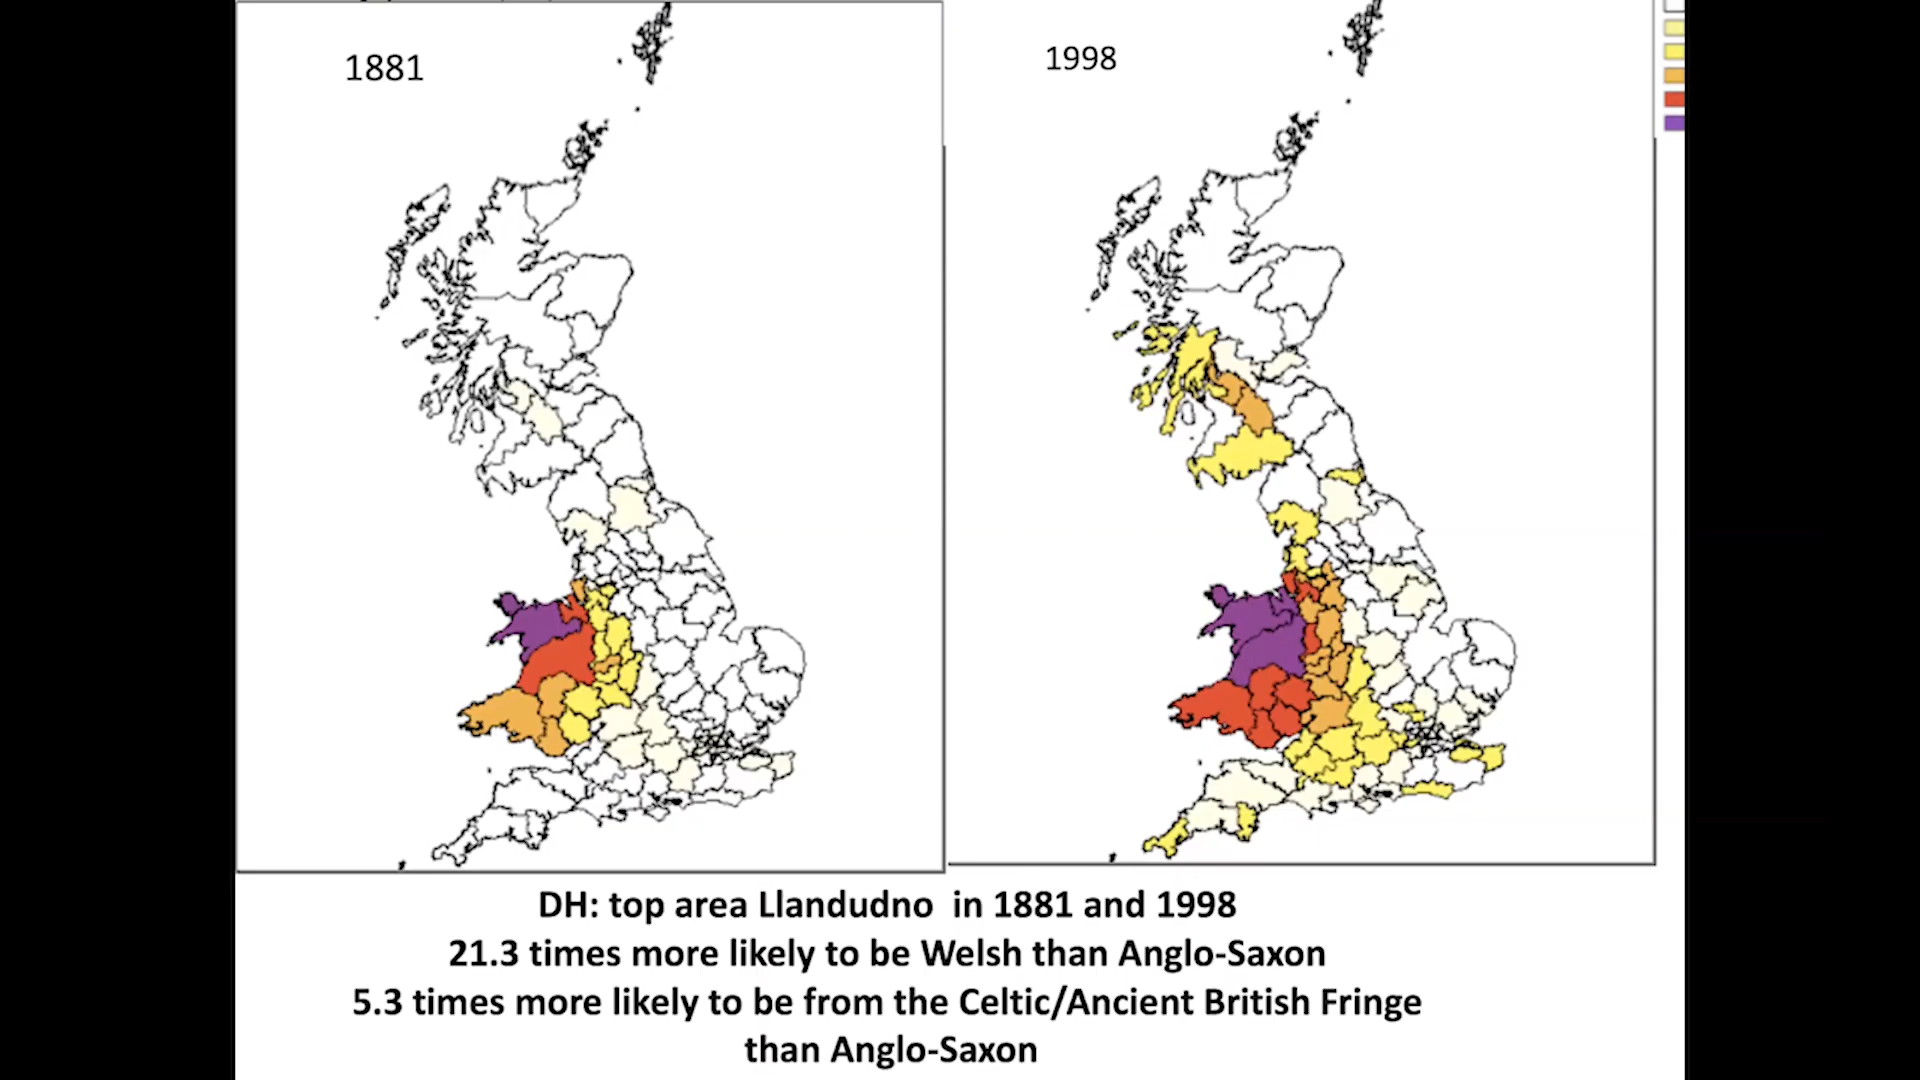 1881
1998
DH: top area Llandudno in 1881 and 1998
21.3 times more likely to be Welsh than Anglo-Saxon
5.3 times more likely to be from the Celtic/Ancient British Fringe
than Anglo-Saxon